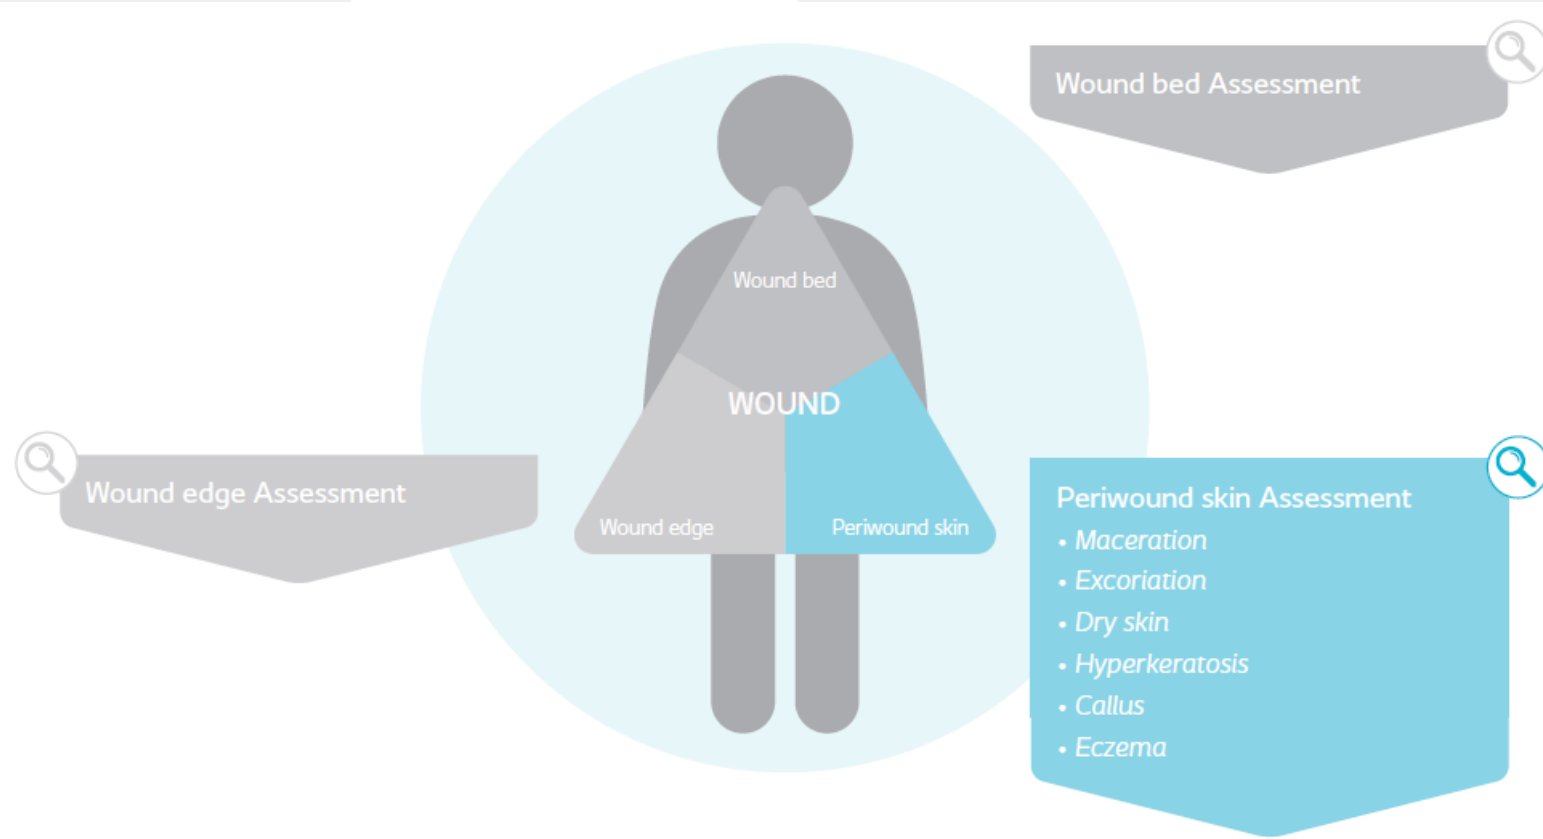 Wound bed Assessment
Wound bed
WOUND
Wound edge Assessment
Wound edge
Periwound skin
Periwound skin Assessment
• Maceration
• Excoriation
• Dry skin
• Hyperkeratosis
• Callus
• Eczema